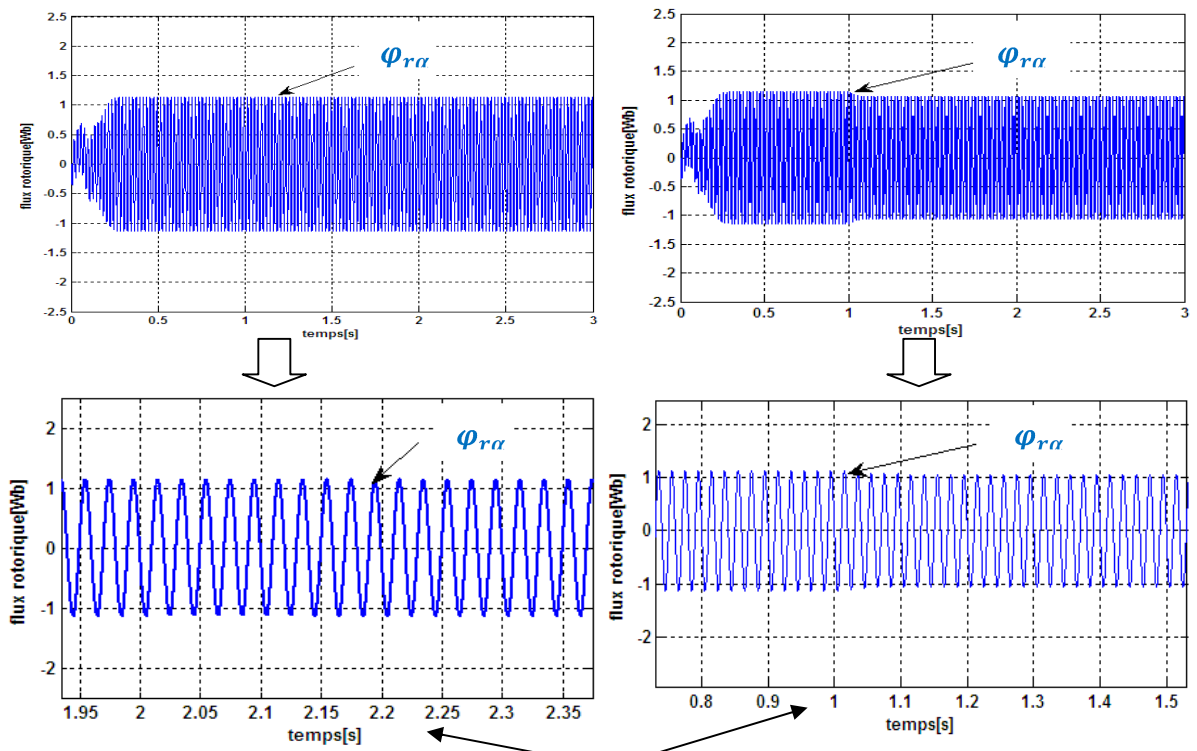 2.5
2
1.5
1
0.5
0
-0.5
-1
-1.5
-2
-2.5
flux rotorique[Wb]
φrα
0 0.5 1 1.5 2 2.5 3
temps[s]
2.5
2
1.5
1
0.5
0
-0.5
-1
-1.5
-2
-2.5
flux rotorique[Wb]
φrα
0 0.5 1 1.5 2 2.5 3
temps[s]
2
1
0
-1
-2
flux rotorique[Wb]
φrα
1.95 2 2.05 2.1 2.15 2.2 2.25 2.3 2.35
temps[s]
2
1
0
-1
-2
flux rotorique[Wb]
φrα
0.8 0.9 1 1.1 1.2 1.3 1.4 1.5
temps[s]